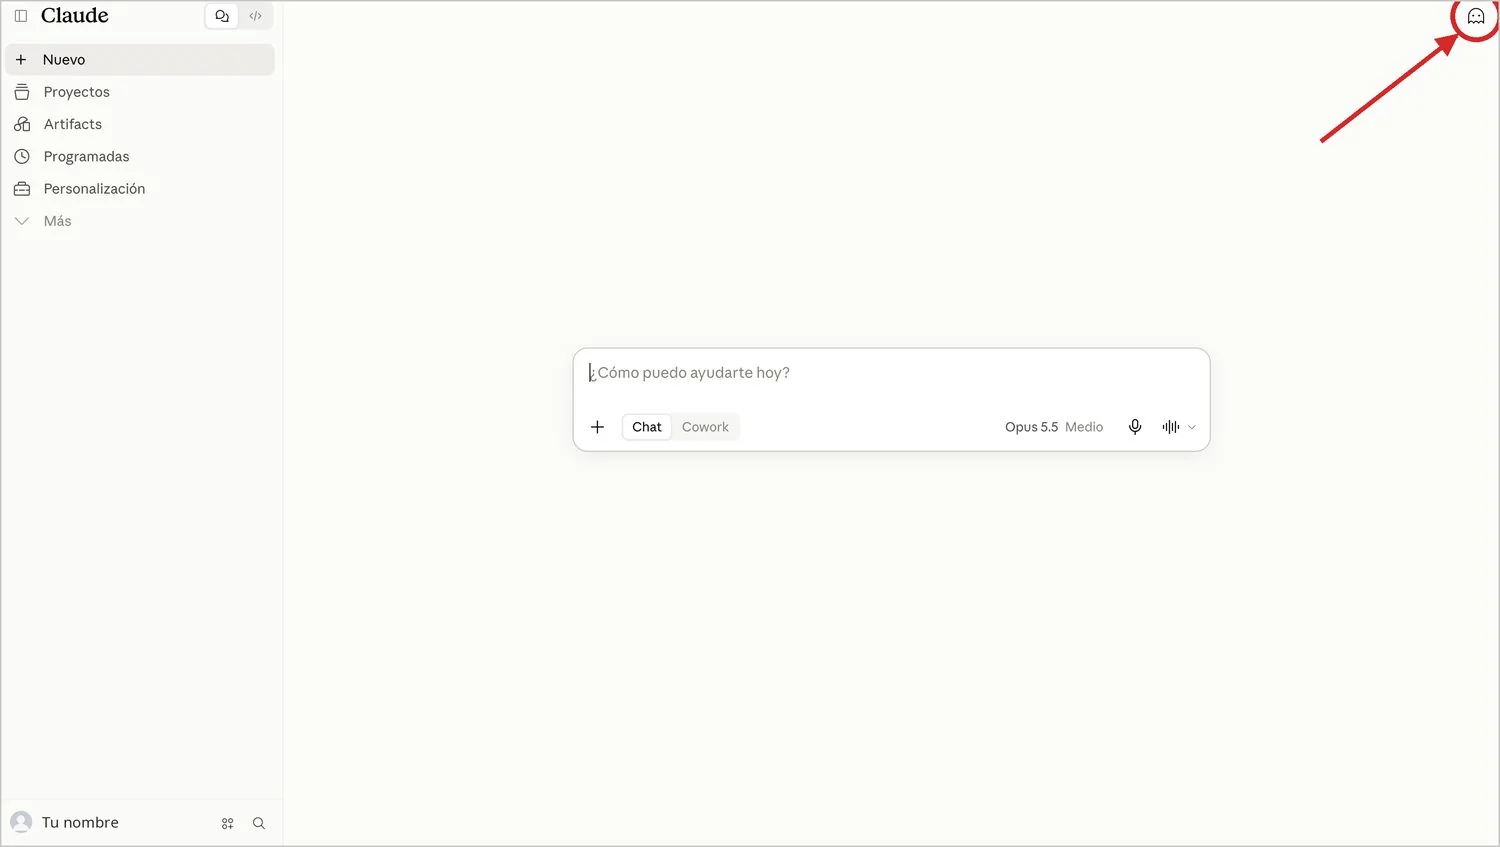 Claude
Nuevo
Proyectos
Artifacts
Programadas
Personalización
Más
¿Cómo puedo ayudarte hoy?
Chat Cowork Opus 5.5 Medio
Tu nombre